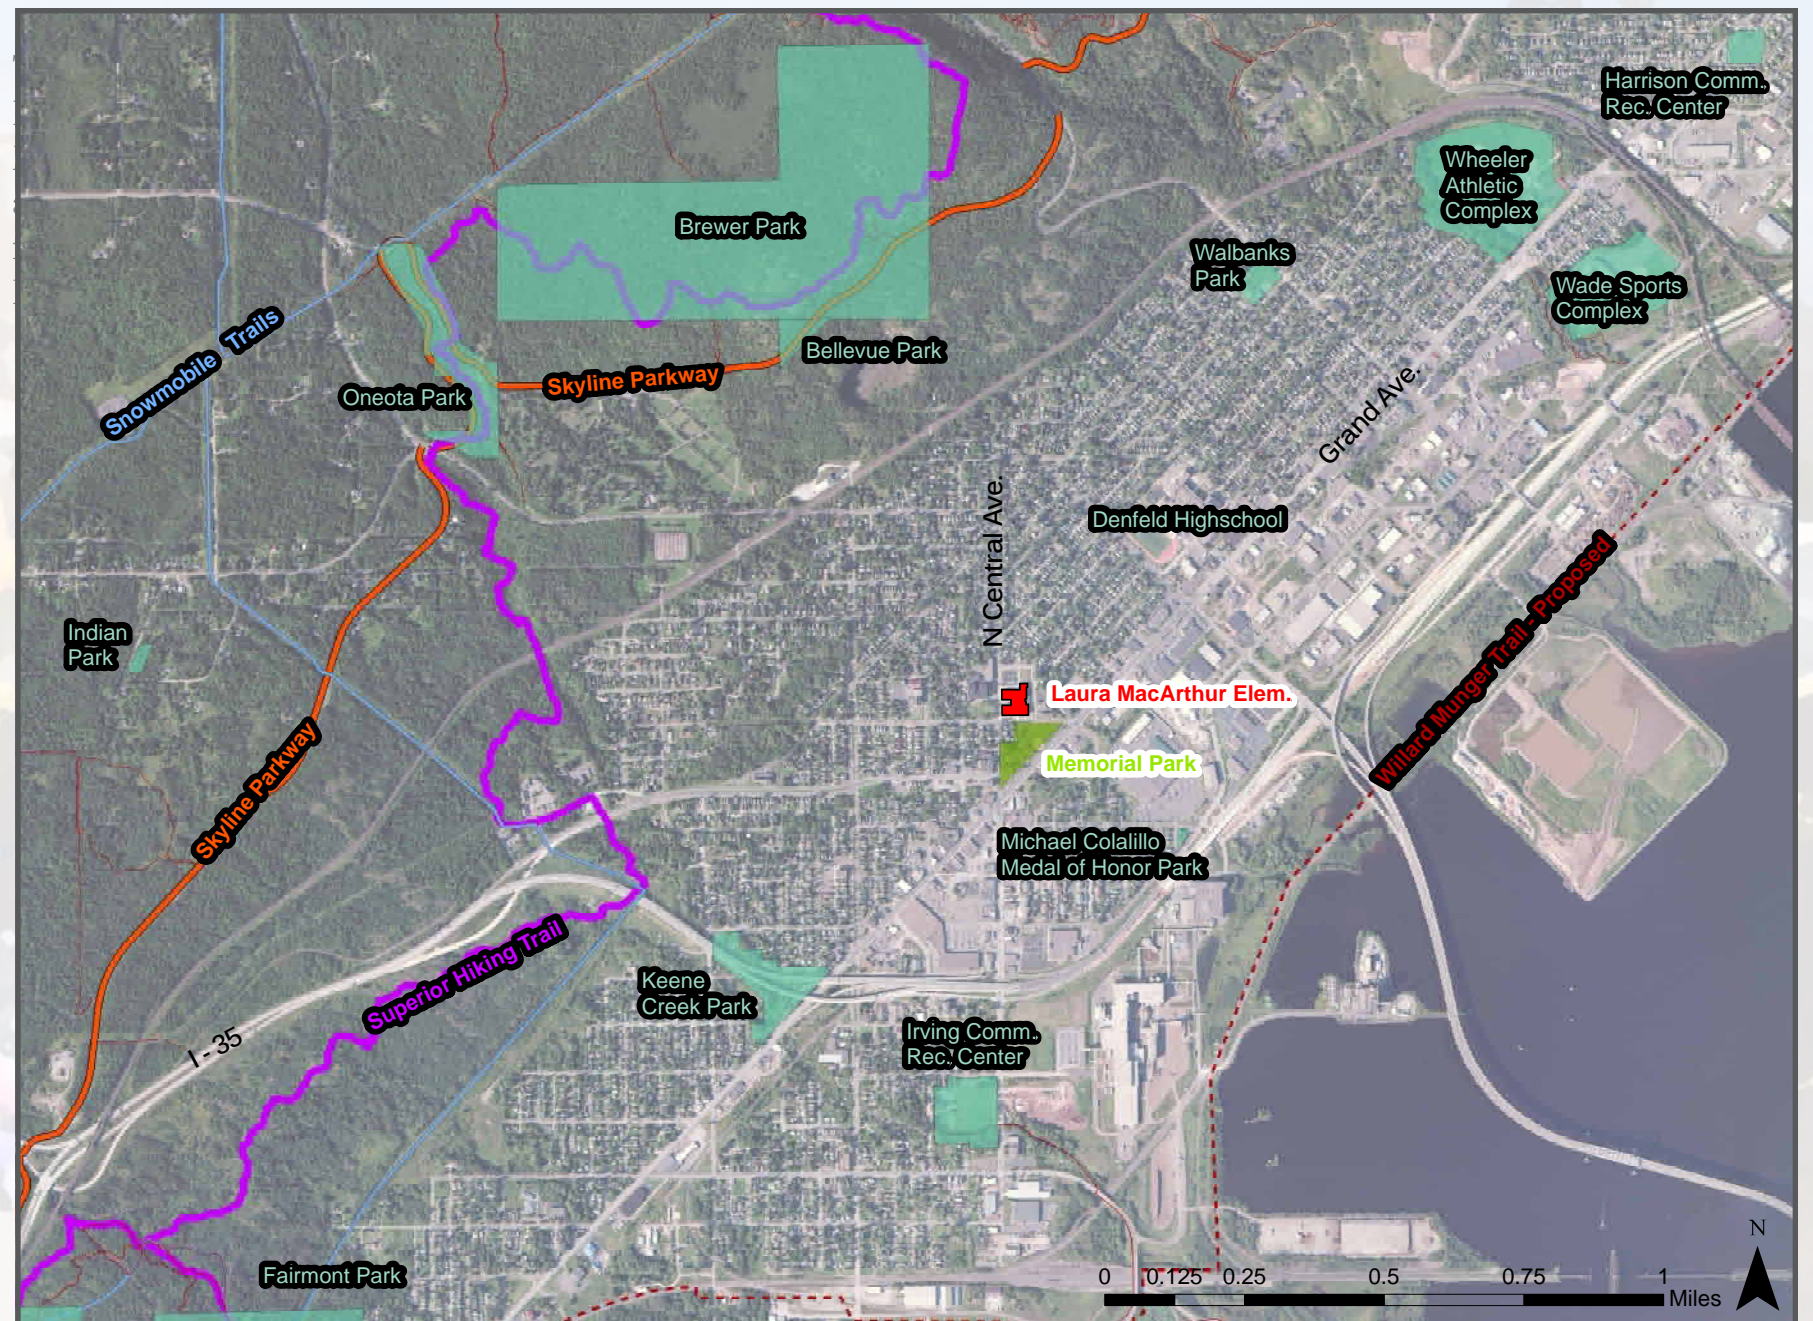 Harrison Comm.
Rec. Center
Wheeler
Athletic
Complex
Brewer Park
Walbanks
Park
Wade Sports
Complex
Snowmobile Trails
Bellevue Park
Skyline Parkway
Oneota Park
Grand Ave.
N Central Ave.
Denfeld Highschool
Willard Munger Trail - Proposed
Indian
Park
Laura MacArthur Elem.
Memorial Park
Skyline Parkway
Michael Colalillo
Medal of Honor Park
Superior Hiking Trail
Keene
Creek Park
I - 35
Irving Comm.
Rec. Center
Fairmont Park
N
0 0.125 0.25 0.5 0.75 1
Miles